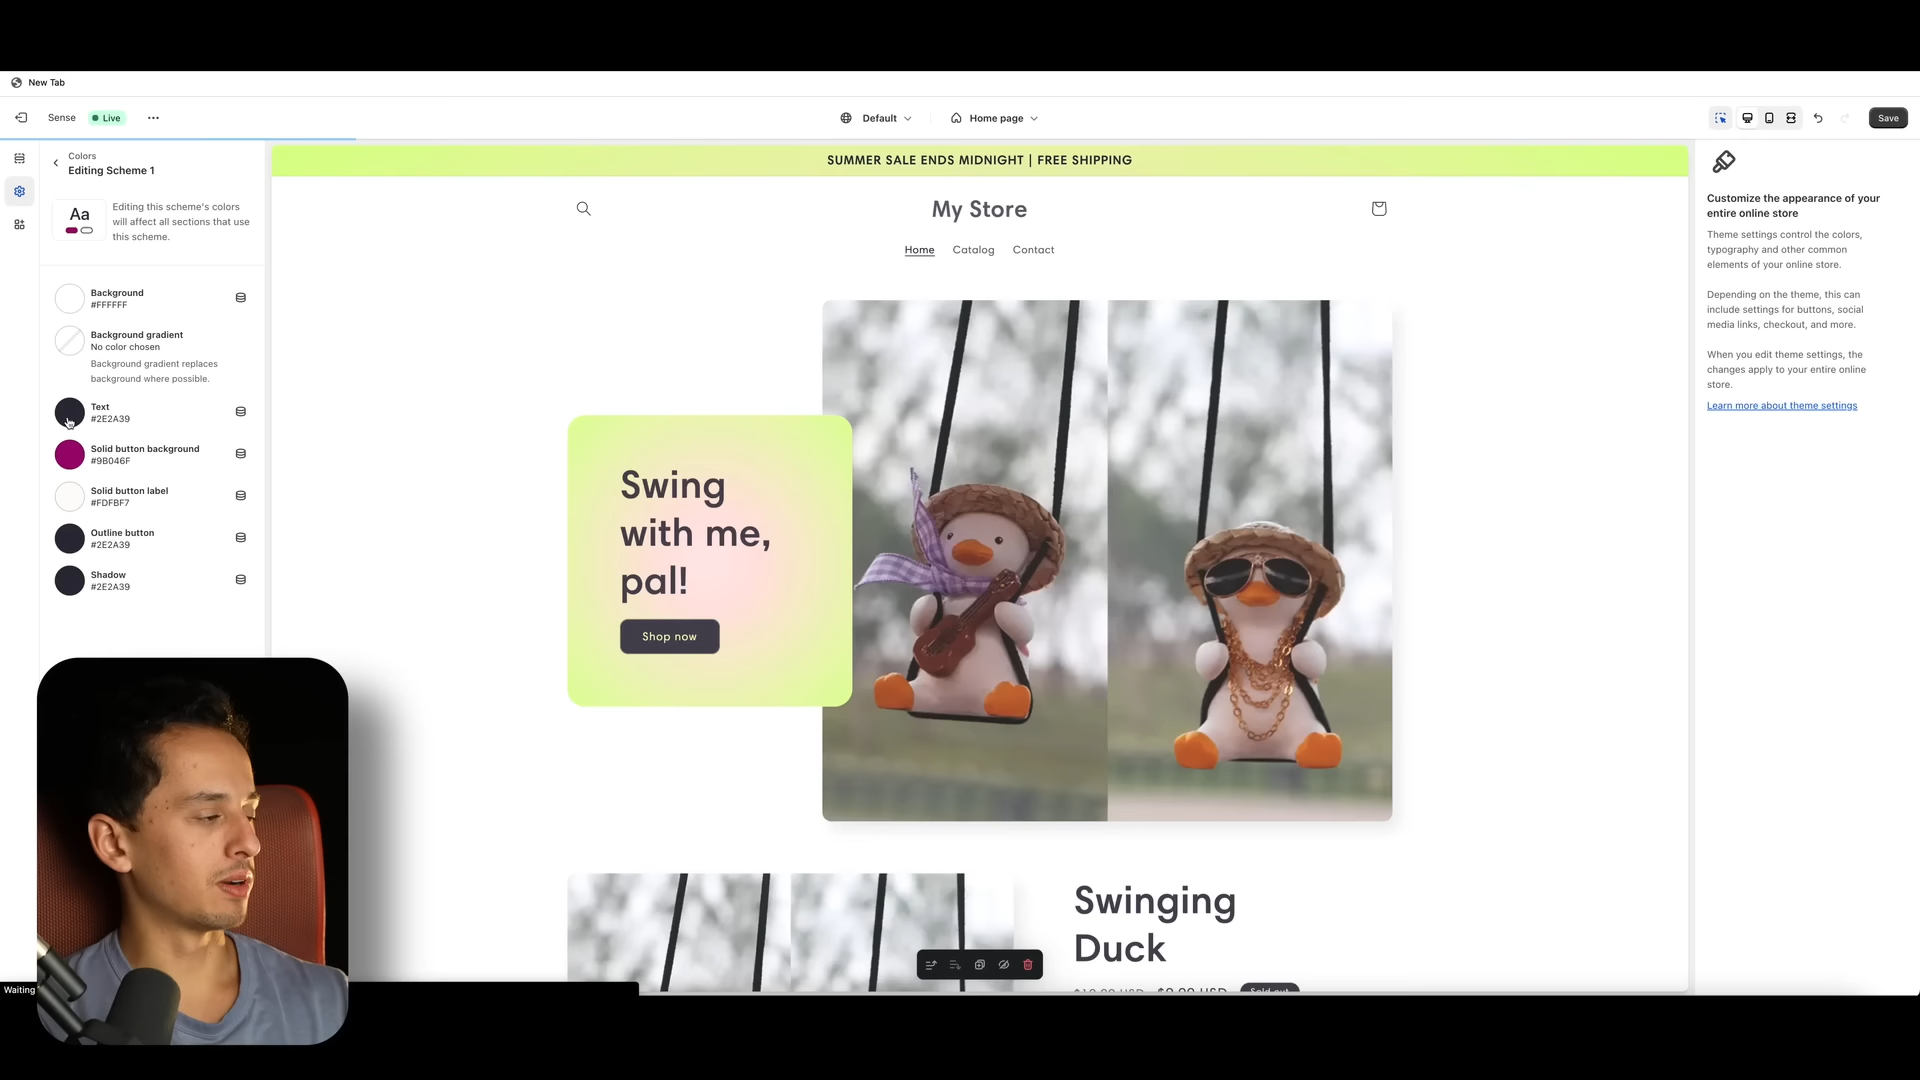 New Tab
Sense
Live
Default
Home page
Save
Colors
Editing Scheme 1
Aa
Editing this scheme's colors
will affect all sections that use
this scheme.
Background
#FFFFFF
Background gradient
No color chosen
Background gradient replaces
background where possible.
Text
#2E2A39
Solid button background
#9B046F
Solid button label
#FDFBF7
Outline button
#2E2A39
Shadow
#2E2A39
SUMMER SALE ENDS MIDNIGHT | FREE SHIPPING
My Store
Home Catalog Contact
Swing
with me,
pal!
Shop now
Swinging
Duck
Sold out
Customize the appearance of your
entire online store
Theme settings control the colors,
typography and other common
elements of your online store.
Depending on the theme, this can
include settings for buttons, social
media links, checkout, and more.
When you edit theme settings, the
changes apply to your entire online
store.
Learn more about theme settings
Waiting